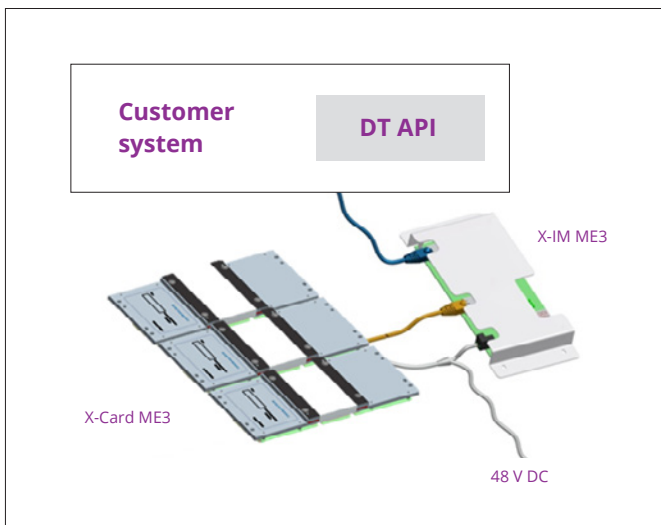 Customer
system
DT API
X-IM ME3
X-Card ME3
48 V DC